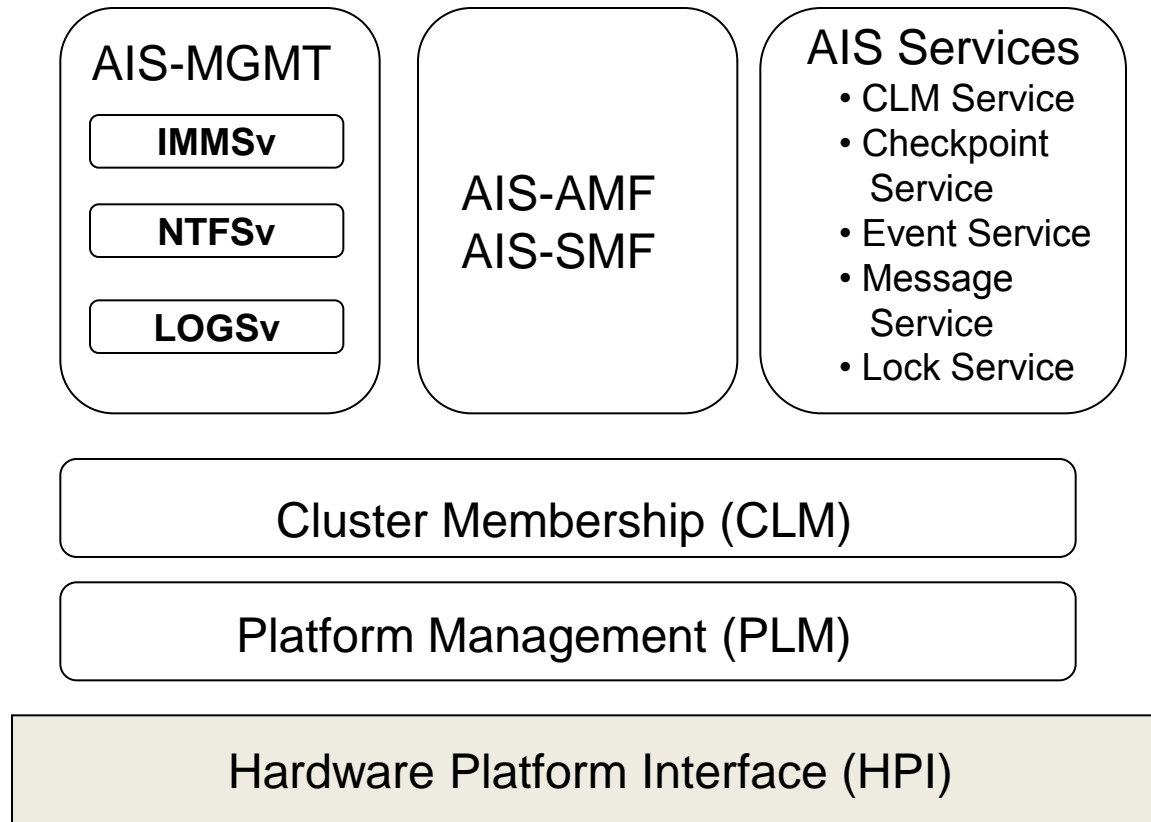 AIS-MGMT
IMMSv
NTFSv
LOGSv
AIS-AMF
AIS-SMF
AIS Services
• CLM Service
• Checkpoint
Service
• Event Service
• Message
Service
• Lock Service
Cluster Membership (CLM)
Platform Management (PLM)
Hardware Platform Interface (HPI)